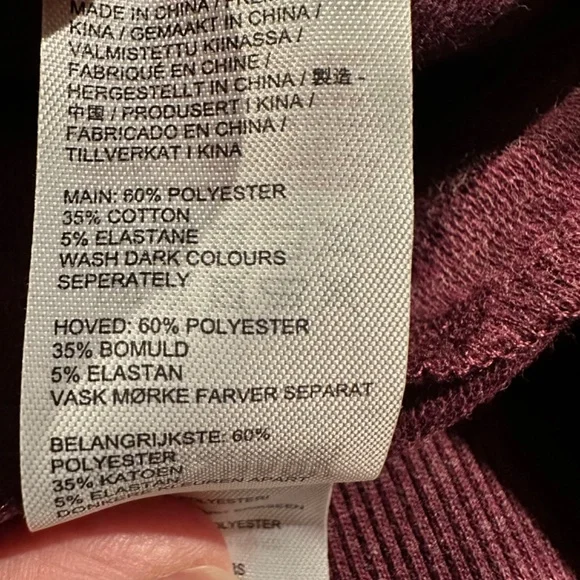 MADE IN CHINA /
KINA / GEMAAKT IN CHINA /
VALMISTETTU KIINASSA /
FABRIQUÉ EN CHINE /
HERGESTELLT IN CHINA / 製造 -
中国 / PRODUSERT I KINA /
FABRICADO EN CHINA /
TILLVERKAT I KINA
MAIN: 60% POLYESTER
35% COTTON
5% ELASTANE
WASH DARK COLOURS
SEPERATELY
HOVED: 60% POLYESTER
35% BOMULD
5% ELASTAN
VASK MØRKE FARVER SEPARAT
BELANGRIJKSTE: 60%
POLYESTER
35% KATOEN
5% ELASTAN
APART